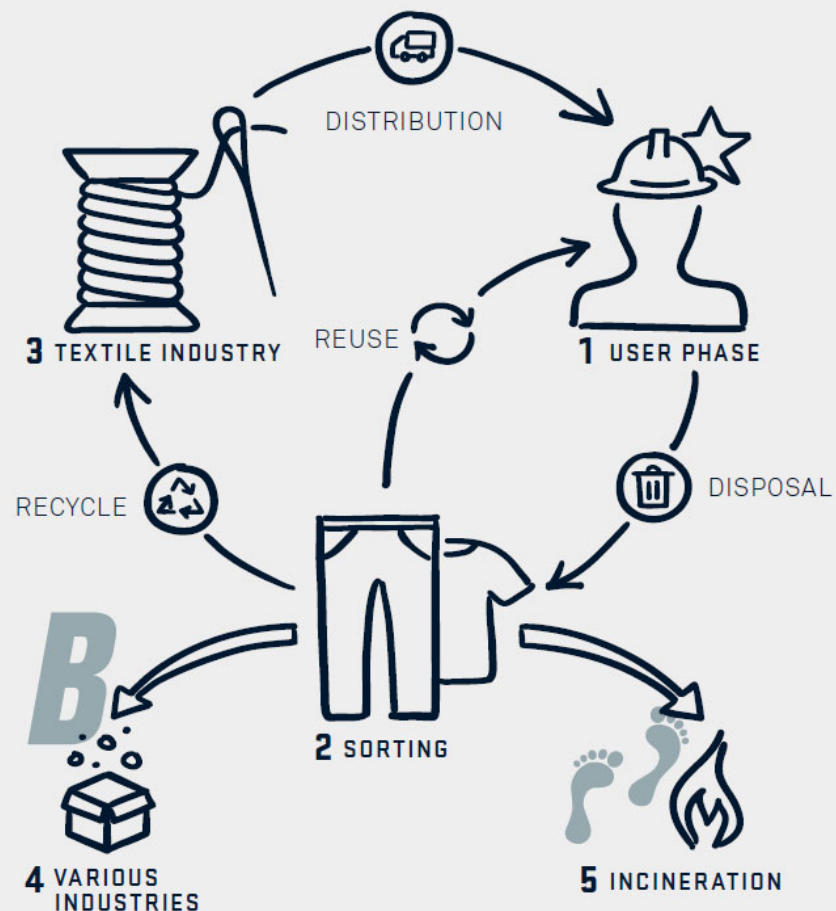 DISTRIBUTION
3 TEXTILE INDUSTRY
REUSE
1 USER PHASE
RECYCLE
DISPOSAL
B
2 SORTING
4 VARIOUS
INDUSTRIES
5 INCINERATION